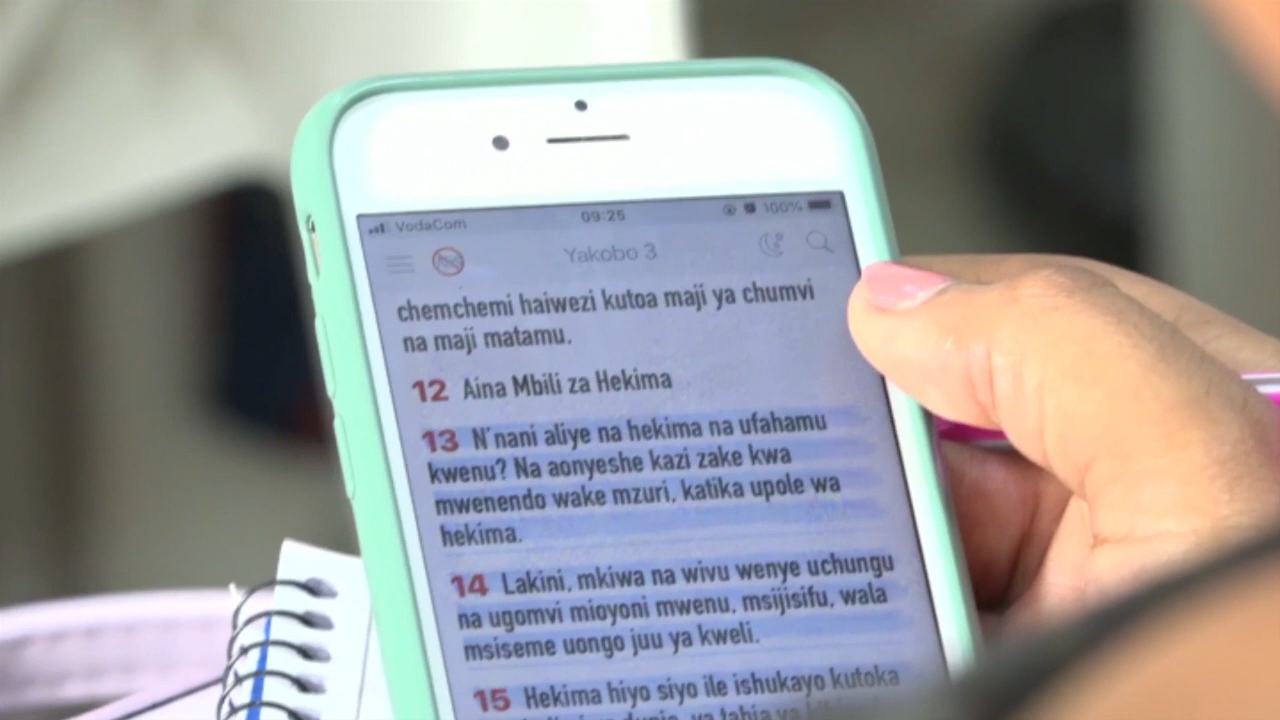 VodaCom 09:25 100%
Yakobo 3
chemchemi haiwezi kutoa maji ya chumvi
na maji matamu.
12 Aina Mbili za Hekima
13 N'nani aliye na hekima na ufahamu
kwenu? Na aonyeshe kazi zake kwa
mwenendo wake mzuri, katika upole wa
hekima.
14 Lakini, mkiwa na wivu wenye uchungu
na ugomvi mioyoni mwenu, msijisifu, wala
msiseme uongo juu ya kweli.
15 Hekima hiyo siyo ile ishukayo kutoka